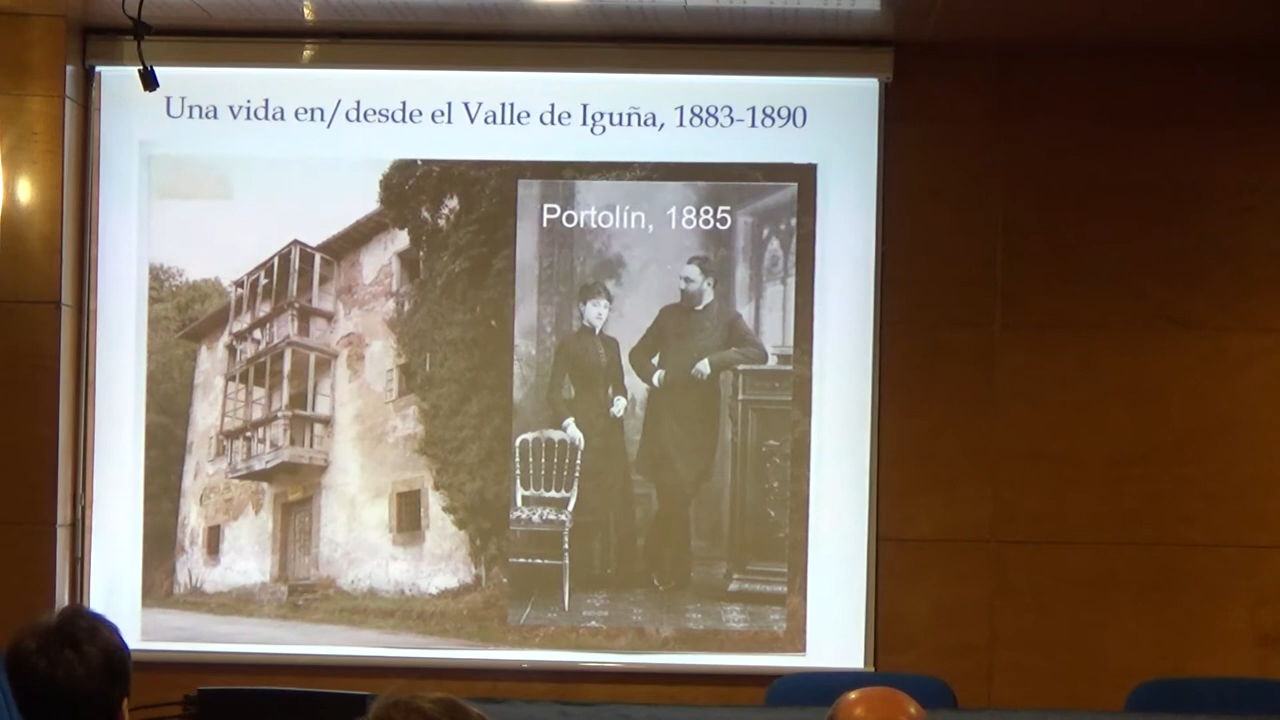 Una vida en/desde el Valle de Iguña, 1883-1890
Portolín, 1885